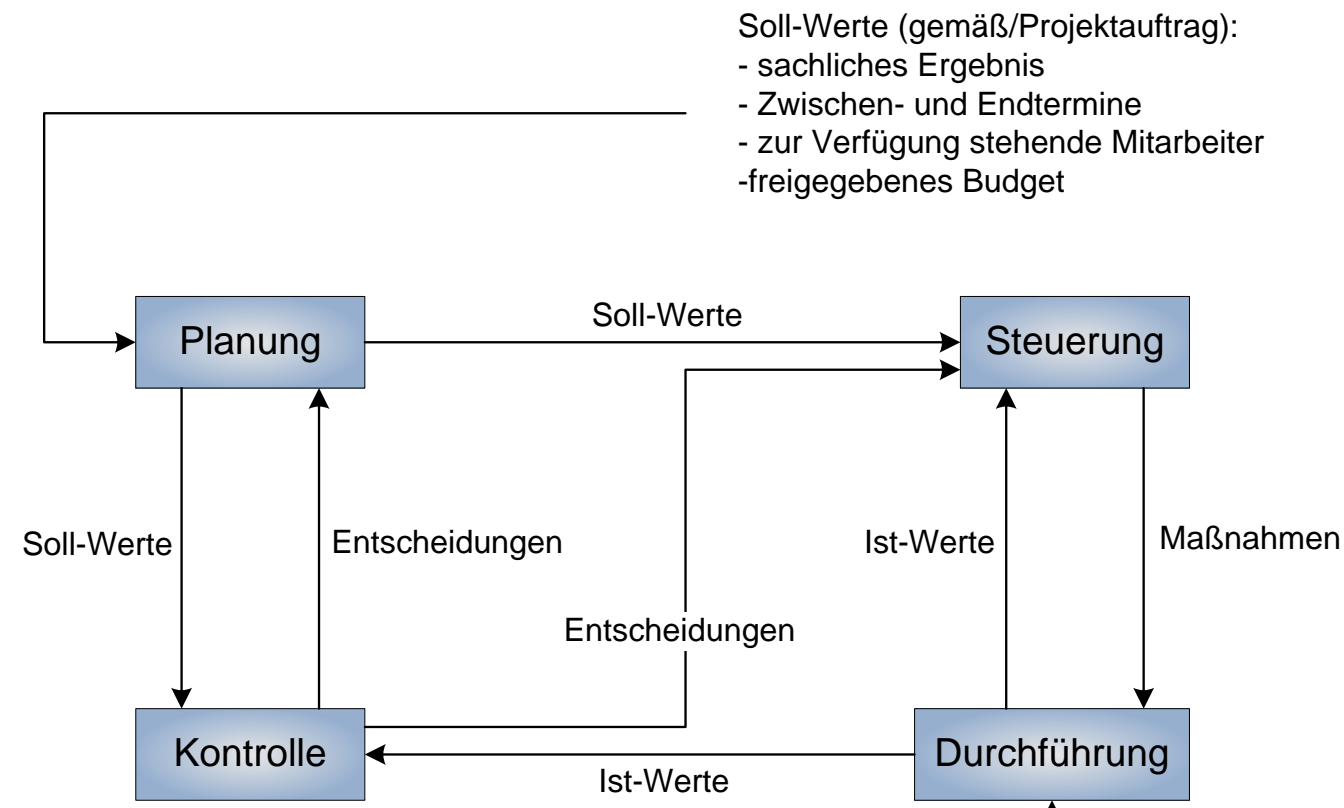 Soll-Werte (gemäß/Projektauftrag):
- sachliches Ergebnis
- Zwischen- und Endtermine
- zur Verfügung stehende Mitarbeiter
-freigegebenes Budget
Soll-Werte
Planung
Steuerung
Soll-Werte
Entscheidungen
Ist-Werte
Maßnahmen
Entscheidungen
Kontrolle
Durchführung
Ist-Werte